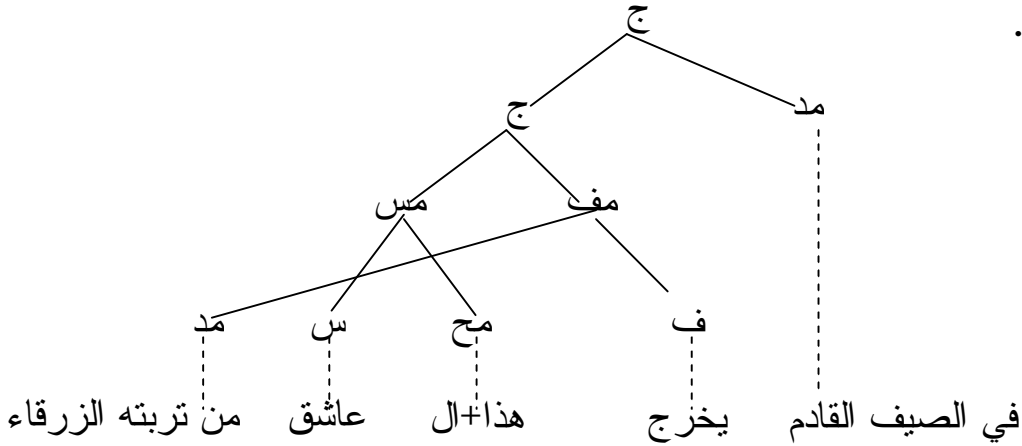 ج
.
ج
مد
مف مس
ف مح س مد
في الصيف القادم يخرج هذا+ال عاشق من تربته الزرقاء